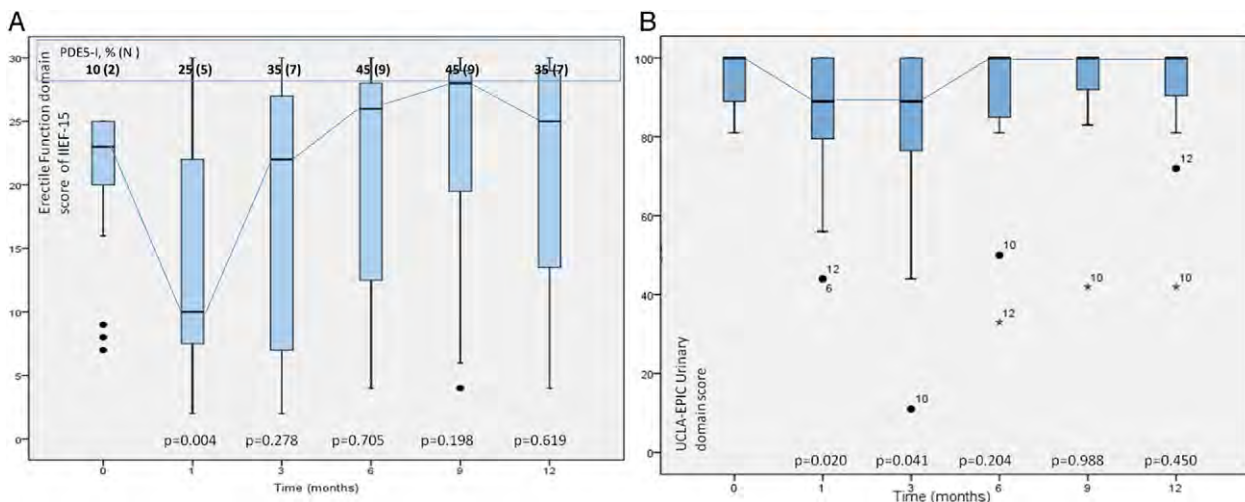 A
PDE5-I, % (N )
10 (2) 25 (5) 35 (7) 45 (9) 45 (9) 35 (7)
Erectile Function domain
score of IIEF-15
30
25
20
15
10
5
0
p=0.004 p=0.278 p=0.705 p=0.198 p=0.619
0 1 3 6 9 12
Time (months)
B
UCLA-EPIC Urinary
domain score
100
80
60
40
20
0
12
6
10
10
12
10
12
10
p=0.020 p=0.041 p=0.204 p=0.988 p=0,450
0 1 3 6 9 12
Time (months)